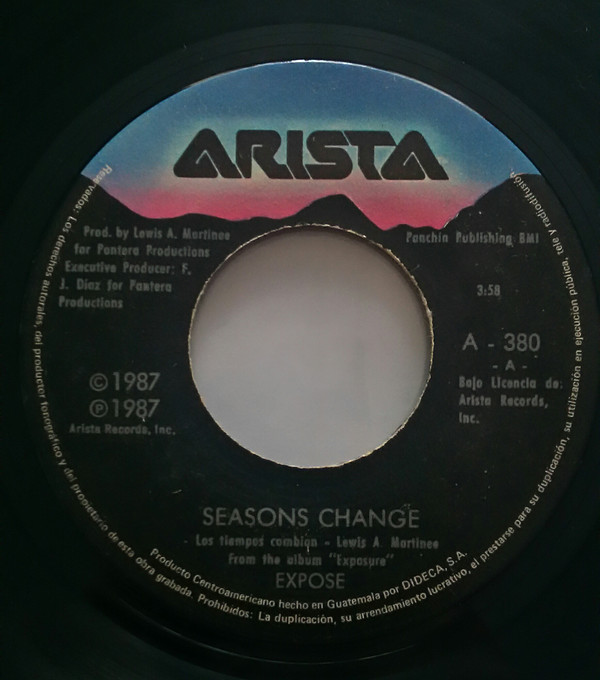 ARISTA
Prod. by Lewis A. Martinee
for Pantera Productions
Executive Producer: F.
J. Diaz for Pantera
Productions
Panchin Publishing BMI
3:58
A - 380
- A -
Bajo Licencia de:
Arista Records,
Inc.
©1987
℗1987
Arista Records, Inc.
SEASONS CHANGE
- Los tiempos cambian - Lewis A. Martinee
From the album "Exposure"
EXPOSE
Producto Centroamericano hecho en Guatemala por DIDECA, S.A.
Reservados: Los derechos autorales, del productor fonográfico y del propietario de esta obra grabada. Prohibidos: La duplicación, su arrendamiento lucrativo, el prestarse para su duplicación, su utilización en ejecución pública, tele y radiodifusión.